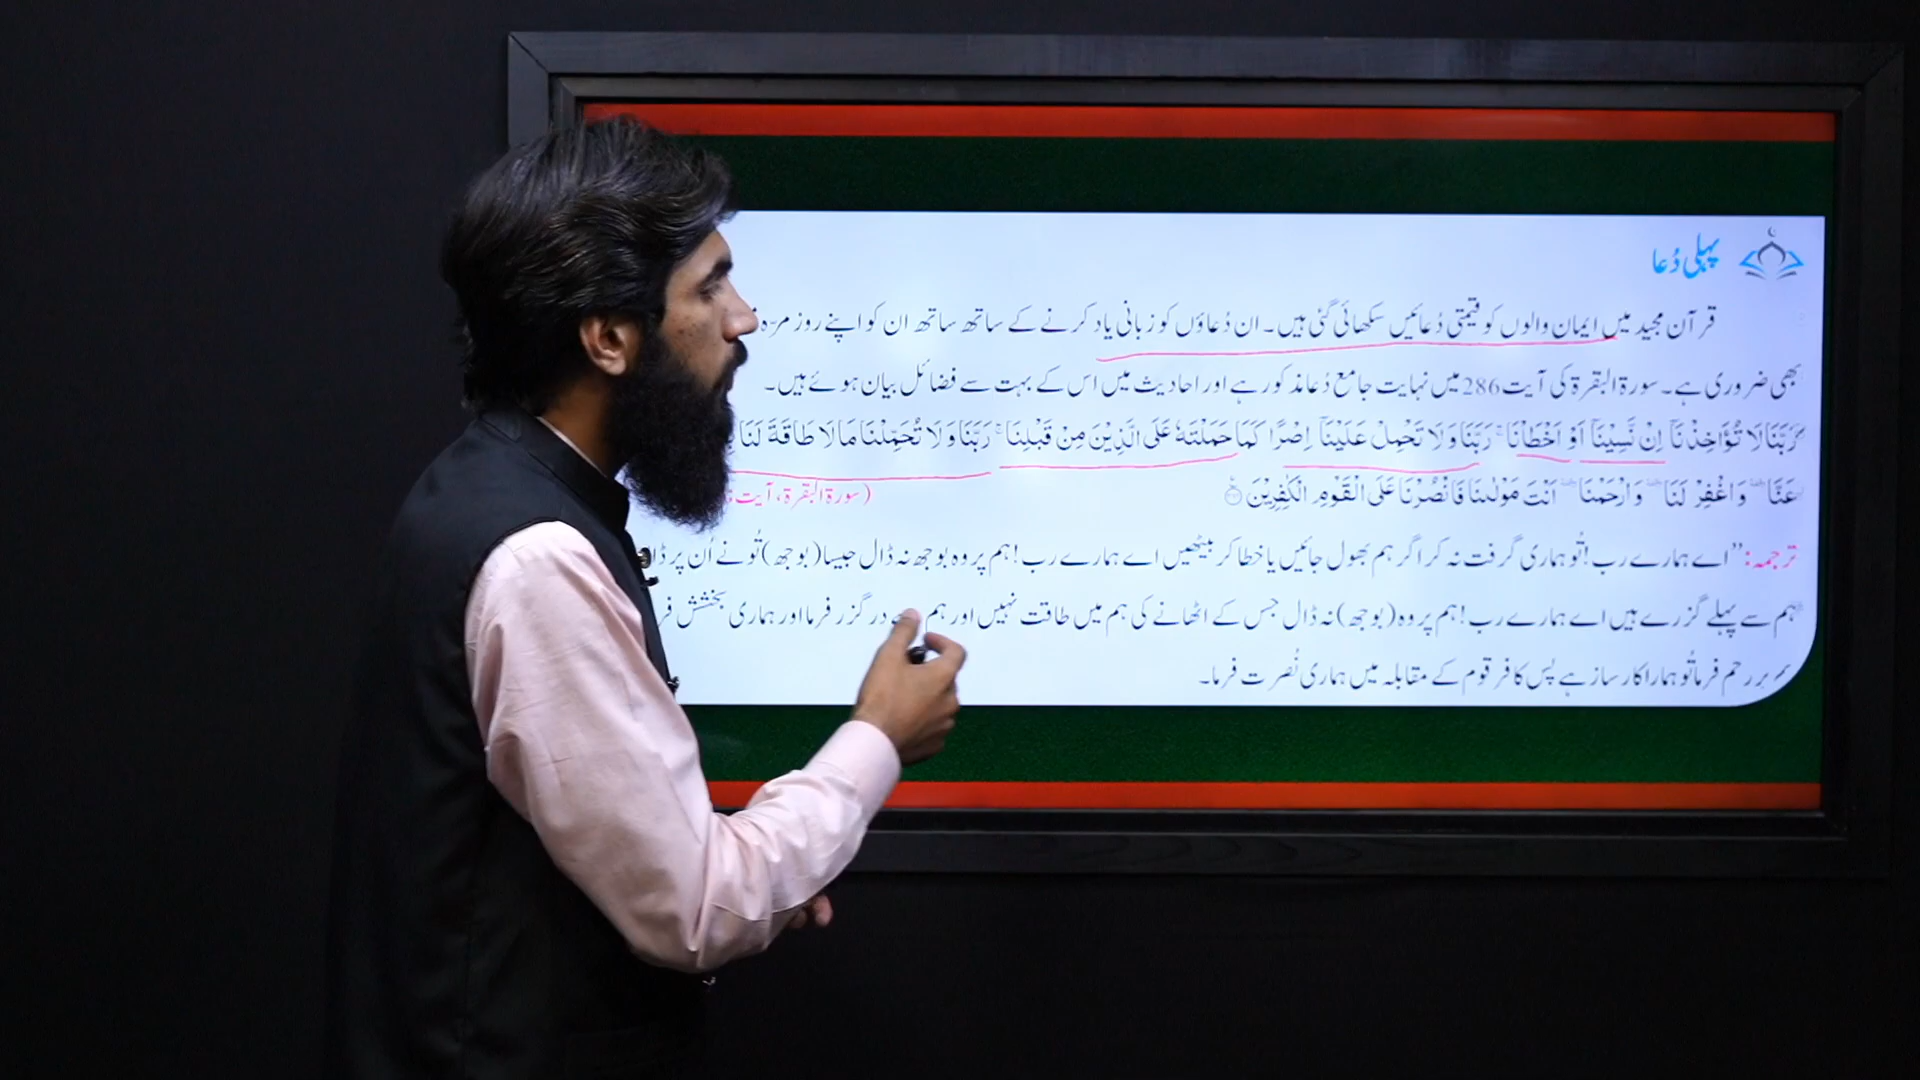 پہلی دُعا
قرآن مجید میں ایمان والوں کو قیمتی دُعائیں سکھائی گئی ہیں۔ ان دُعاؤں کو زبانی یاد کرنے کے ساتھ ساتھ ان کو اپنے روز مرّہ
بھی ضروری ہے۔ سورۃ البقرۃ کی آیت 286 میں نہایت جامع دُعا مذکور ہے اور احادیث میں اس کے بہت سے فضائل بیان ہوئے ہیں۔
رَبَّنَا لَا تُؤَاخِذْنَاۤ اِنْ نَّسِیْنَاۤ اَوْ اَخْطَاْنَا ۚ رَبَّنَا وَ لَا تَحْمِلْ عَلَیْنَاۤ اِصْرًا كَمَا حَمَلْتَهٗ عَلَى الَّذِیْنَ مِنْ قَبْلِنَا ۚ رَبَّنَا وَ لَا تُحَمِّلْنَا مَا لَا طَاقَةَ لَنَا
عَنَّا ۥ وَ اغْفِرْ لَنَا ۥ وَ ارْحَمْنَا ۥ اَنْتَ مَوْلٰىنَا فَانْصُرْنَا عَلَى الْقَوْمِ الْكٰفِرِیْنَ (سورۃ البقرۃ، آیت
ترجمہ: ”اے ہمارے رب! تُو ہماری گرفت نہ کر اگر ہم بھول جائیں یا خطا کر بیٹھیں اے ہمارے رب! ہم پر وہ بوجھ نہ ڈال جیسا (بوجھ) تُونے اُن پر
ہم سے پہلے گزرے ہیں اے ہمارے رب! ہم پر وہ (بوجھ) نہ ڈال جس کے اٹھانے کی ہم میں طاقت نہیں اور ہم درگزر فرما اور ہماری بخشش
ہم پر رحم فرما تُو ہمارا کارساز ہے پس کافر قوم کے مقابلہ میں ہماری نُصرت فرما۔